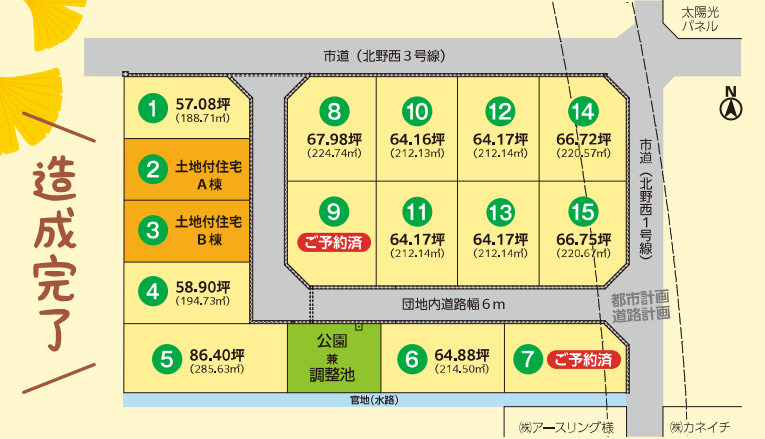 太陽光
パネル
市道（北野西３号線）
N
造成完了
1 57.08坪
(188.71㎡)
2 土地付住宅
A棟
3 土地付住宅
B棟
4 58.90坪
(194.73㎡)
5 86.40坪
(285.63㎡)
8
67.98坪
(224.74㎡)
10
64.16坪
(212.13㎡)
12
64.17坪
(212.14㎡)
14
66.72坪
(220.57㎡)
9
ご予約済
11
64.17坪
(212.14㎡)
13
64.17坪
(212.14㎡)
15
66.75坪
(220.67㎡)
市道（北野西１号線）
団地内道路幅６ｍ
都市計画
道路計画
公園
兼
調整池
6 64.88坪
(214.50㎡)
7 ご予約済
官地(水路)
㈱アースリング様
㈱カネイチ